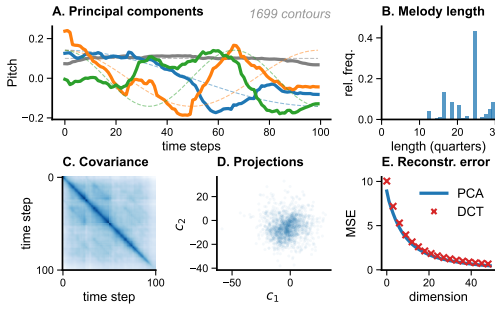 A. Principal components
1699 contours
Pitch
0.2
0.0
−0.2
0 20 40 60 80 100
time steps
B. Melody length
rel. freq.
0.4
0.2
0.0
0 10 20 3
length (quarters)
C. Covariance
time step
0
100
0 100
time step
D. Projections
c2
20
0
−20
−40
−50 0
c1
E. Reconstr. error
MSE
10
5
0
PCA
DCT
0 20 40
dimension